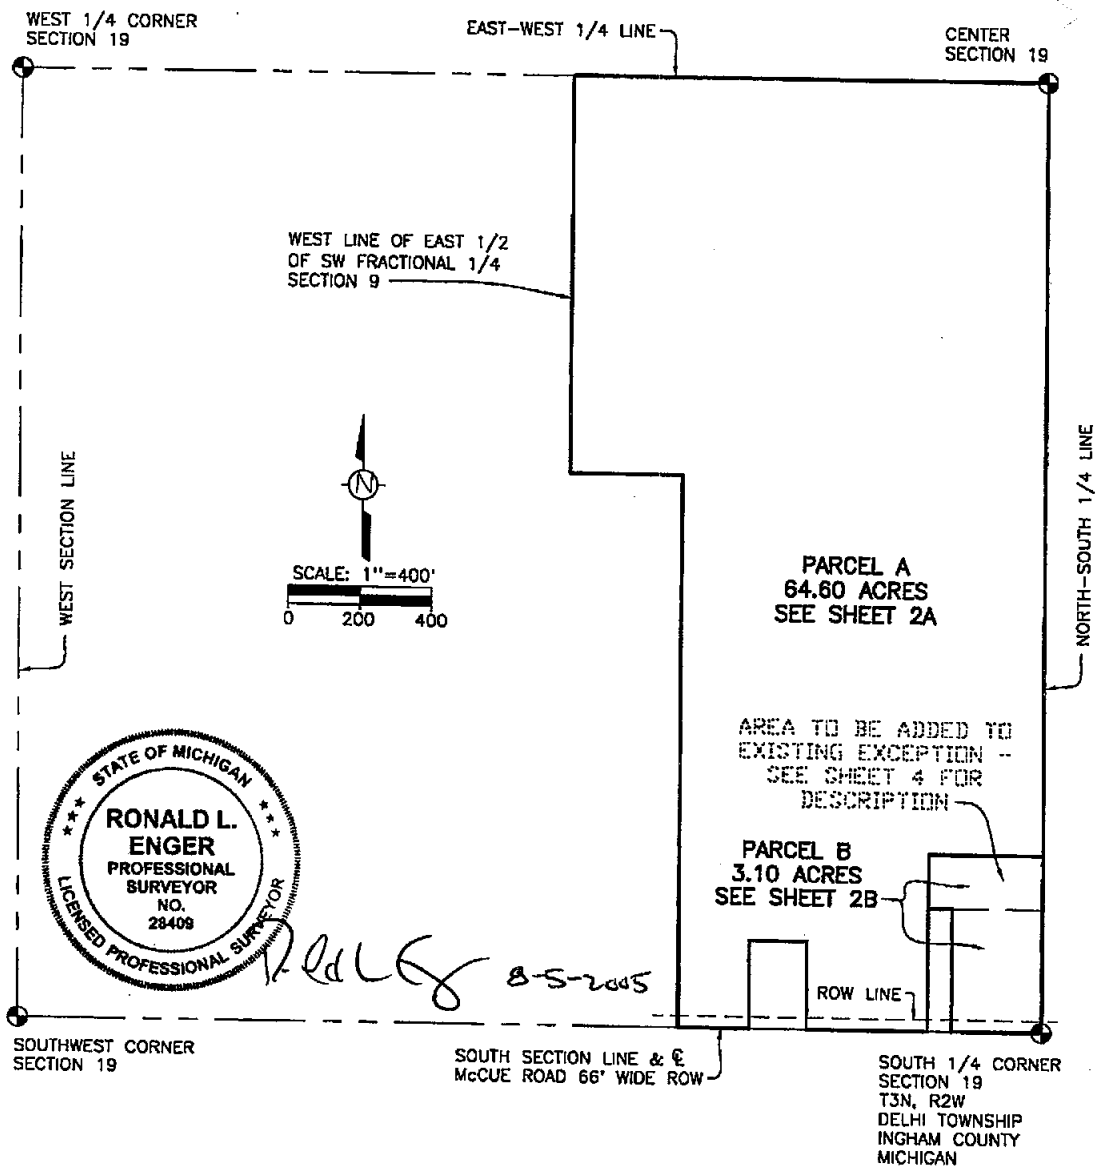 WEST 1/4 CORNER
SECTION 19
EAST-WEST 1/4 LINE
CENTER
SECTION 19
WEST LINE OF EAST 1/2
OF SW FRACTIONAL 1/4
SECTION 9
WEST SECTION LINE
N
SCALE: 1"=400'
0 200 400
NORTH-SOUTH 1/4 LINE
PARCEL A
64.60 ACRES
SEE SHEET 2A
AREA TO BE ADDED TO
EXISTING EXCEPTION -
SEE SHEET 4 FOR
DESCRIPTION
PARCEL B
3.10 ACRES
SEE SHEET 2B
STATE OF MICHIGAN
RONALD L.
ENGER
PROFESSIONAL
SURVEYOR
NO.
28409
LICENSED PROFESSIONAL SURVEYOR
8-5-2005
ROW LINE
SOUTHWEST CORNER
SECTION 19
SOUTH SECTION LINE & ℄
McCUE ROAD 66' WIDE ROW
SOUTH 1/4 CORNER
SECTION 19
T3N, R2W
DELHI TOWNSHIP
INGHAM COUNTY
MICHIGAN